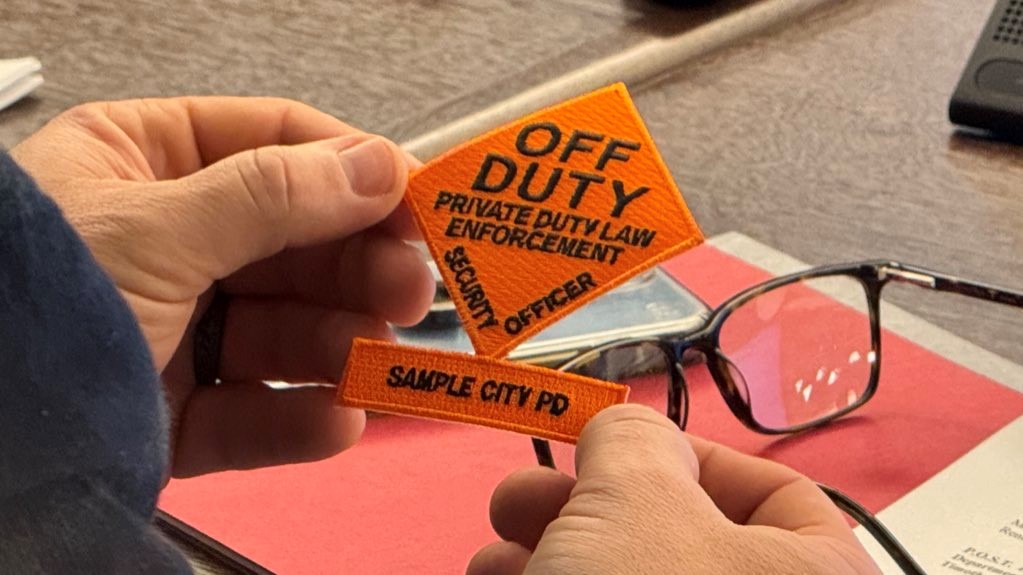 OFF
DUTY
PRIVATE DUTY LAW
ENFORCEMENT
SECURITY
OFFICER
SAMPLE CITY PD
P.O.S.T.